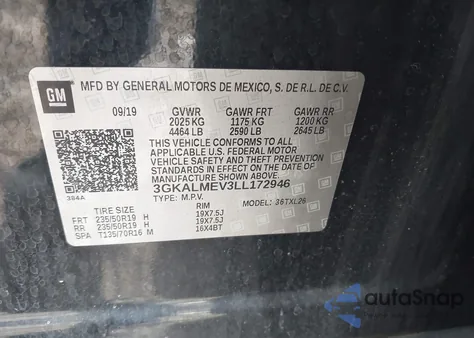 GM
MFD BY GENERAL MOTORS DE MEXICO, S. DE R.L. DE C.V.
09/19 GVWR GAWR FRT GAWR RR
2025 KG 1175 KG 1200 KG
4464 LB 2590 LB 2645 LB
THIS VEHICLE CONFORMS TO ALL
APPLICABLE U.S. FEDERAL MOTOR
VEHICLE SAFETY AND THEFT PREVENTION
STANDARDS IN EFFECT ON THE DATE OF
MANUFACTURE SHOWN ABOVE.
3GKALMEV3LL172946
384A TYPE: M.P.V. MODEL: 36TXL26
TIRE SIZE RIM
FRT 235/50R19 H 19X7.5J
RR 235/50R19 H 19X7.5J
SPA T135/70R16 M 16X4BT
autoSnap